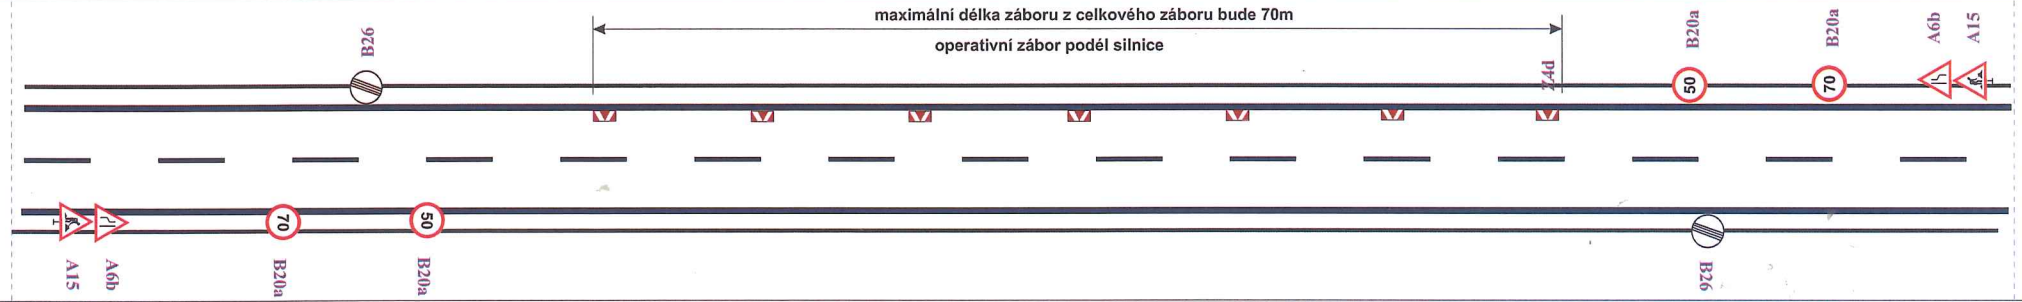 maximální délka záboru z celkového záboru bude 70m
operativní zábor podél silnice
B26
Z4d
B20a
B20a
A6b
A15
50
70
70
50
A15
A6b
B20a
B20a
B26